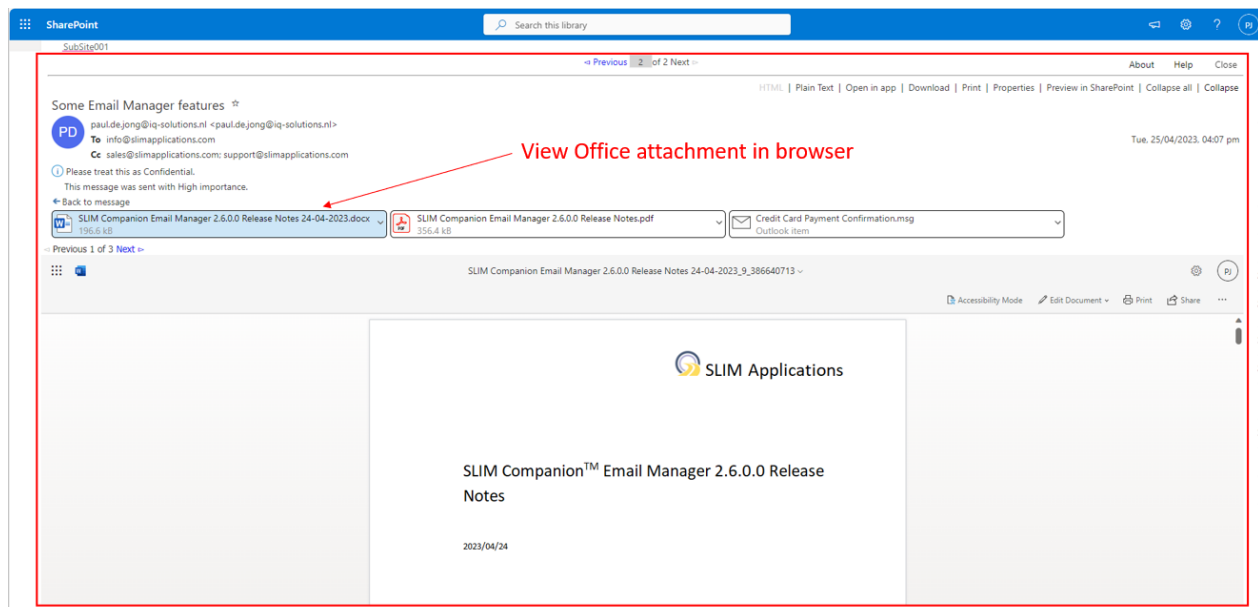 SharePoint
Search this library
?
PJ
SubSite001
Previous 2 of 2 Next
About Help Close
HTML | Plain Text | Open in app | Download | Print | Properties | Preview in SharePoint | Collapse all | Collapse
Some Email Manager features
PD
paul.de.jong@iq-solutions.nl <paul.de.jong@iq-solutions.nl>
To info@slimapplications.com
Tue. 25/04/2023. 04:07 pm
Cc sales@slimapplications.com; support@slimapplications.com
View Office attachment in browser
Please treat this as Confidential.
This message was sent with High importance.
Back to message
SLIM Companion Email Manager 2.6.0.0 Release Notes 24-04-2023.docx
196.6 kB
SLIM Companion Email Manager 2.6.0.0 Release Notes.pdf
356.4 kB
Credit Card Payment Confirmation.msg
Outlook item
Previous 1 of 3 Next
SLIM Companion Email Manager 2.6.0.0 Release Notes 24-04-2023_9_386640713
PJ
Accessibility Mode Edit Document Print Share ...
SLIM Applications
SLIM Companion™ Email Manager 2.6.0.0 Release
Notes
2023/04/24